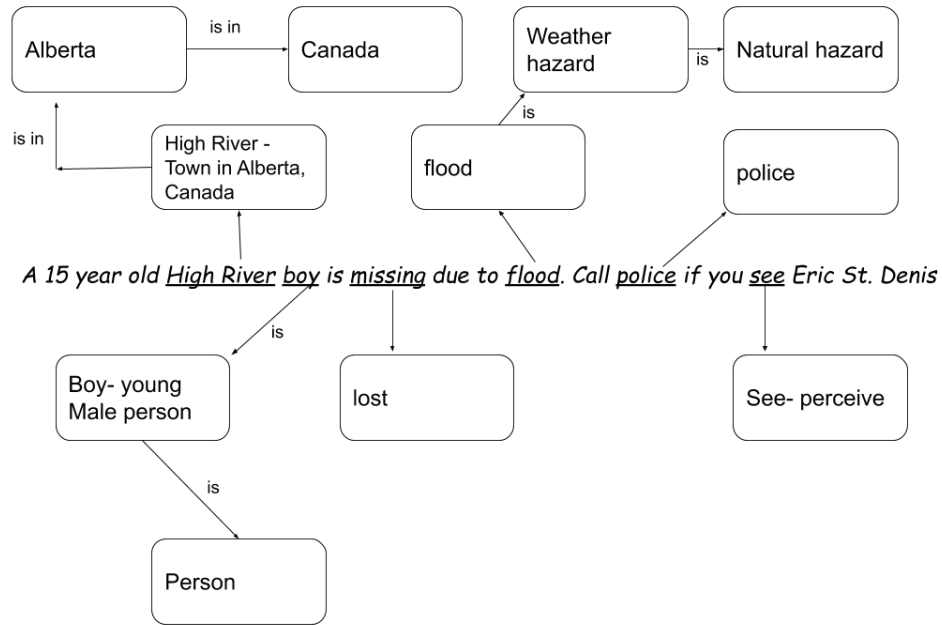 Alberta
is in
Canada
Weather
hazard
is
Natural hazard
is in
High River -
Town in Alberta,
Canada
is
flood
police
A 15 year old High River boy is missing due to flood. Call police if you see Eric St. Denis
is
Boy- young
Male person
lost
See- perceive
is
Person